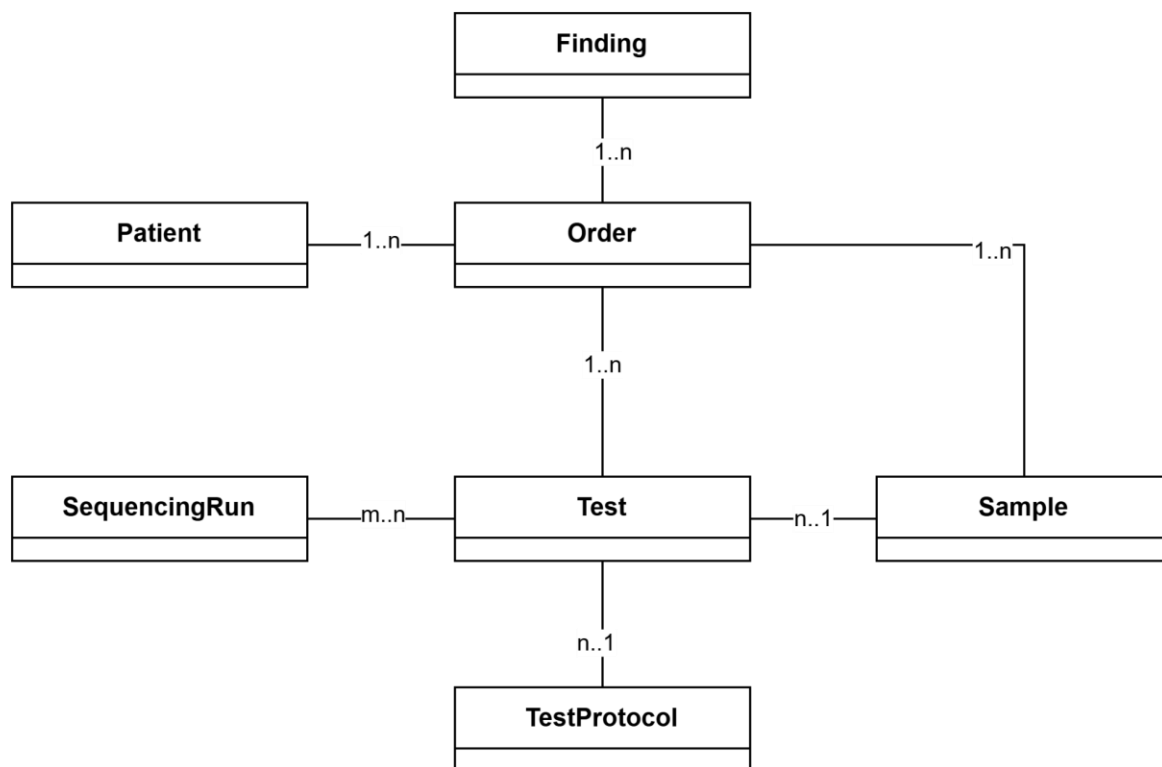 Finding
1..n
Patient
1..n
Order
1..n
1..n
SequencingRun
m..n
Test
n..1
Sample
n..1
TestProtocol